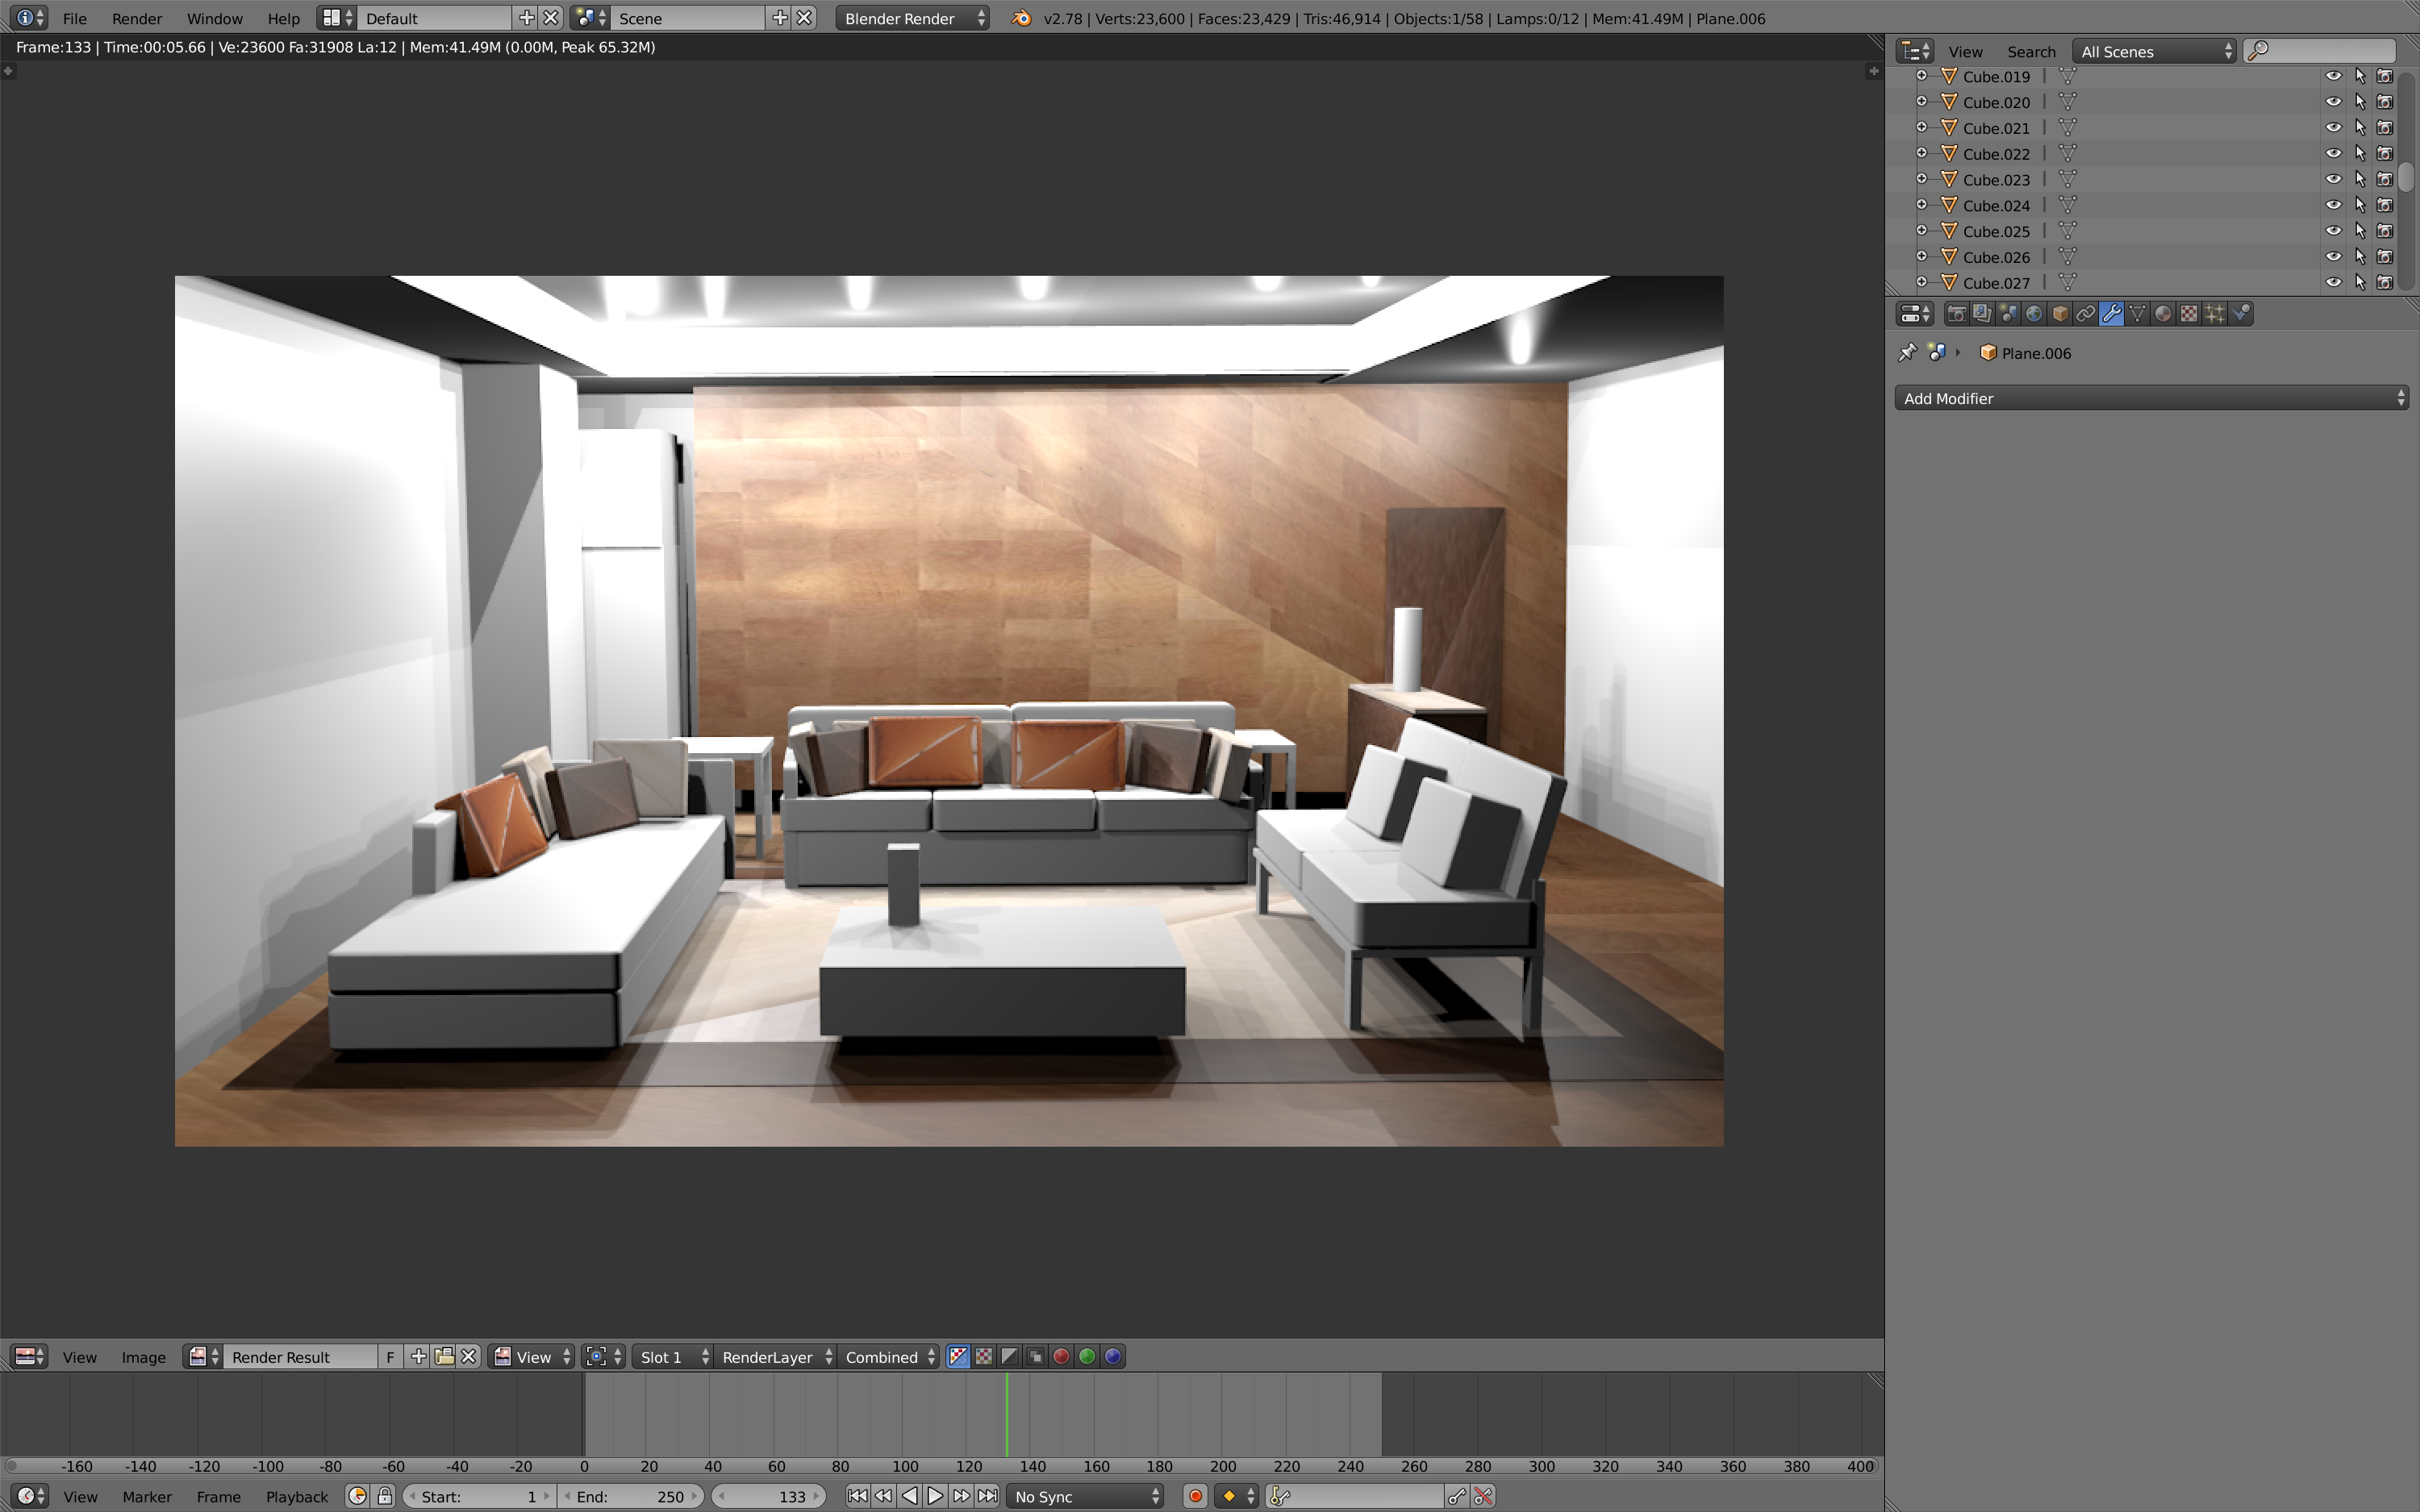 File Render Window Help Default Scene Blender Render v2.78 | Verts:23,600 | Faces:23,429 | Tris:46,914 | Objects:1/58 | Lamps:0/12 | Mem:41.49M | Plane.006
Frame:133 | Time:00:05.66 | Ve:23600 Fa:31908 La:12 | Mem:41.49M (0.00M, Peak 65.32M)
View Search All Scenes
Cube.019
Cube.020
Cube.021
Cube.022
Cube.023
Cube.024
Cube.025
Cube.026
Cube.027
Plane.006
Add Modifier
View Image Render Result F View Slot 1 RenderLayer Combined
-160 -140 -120 -100 -80 -60 -40 -20 0 20 40 60 80 100 120 140 160 180 200 220 240 260 280 300 320 340 360 380 400
View Marker Frame Playback Start: 1 End: 250 133 No Sync